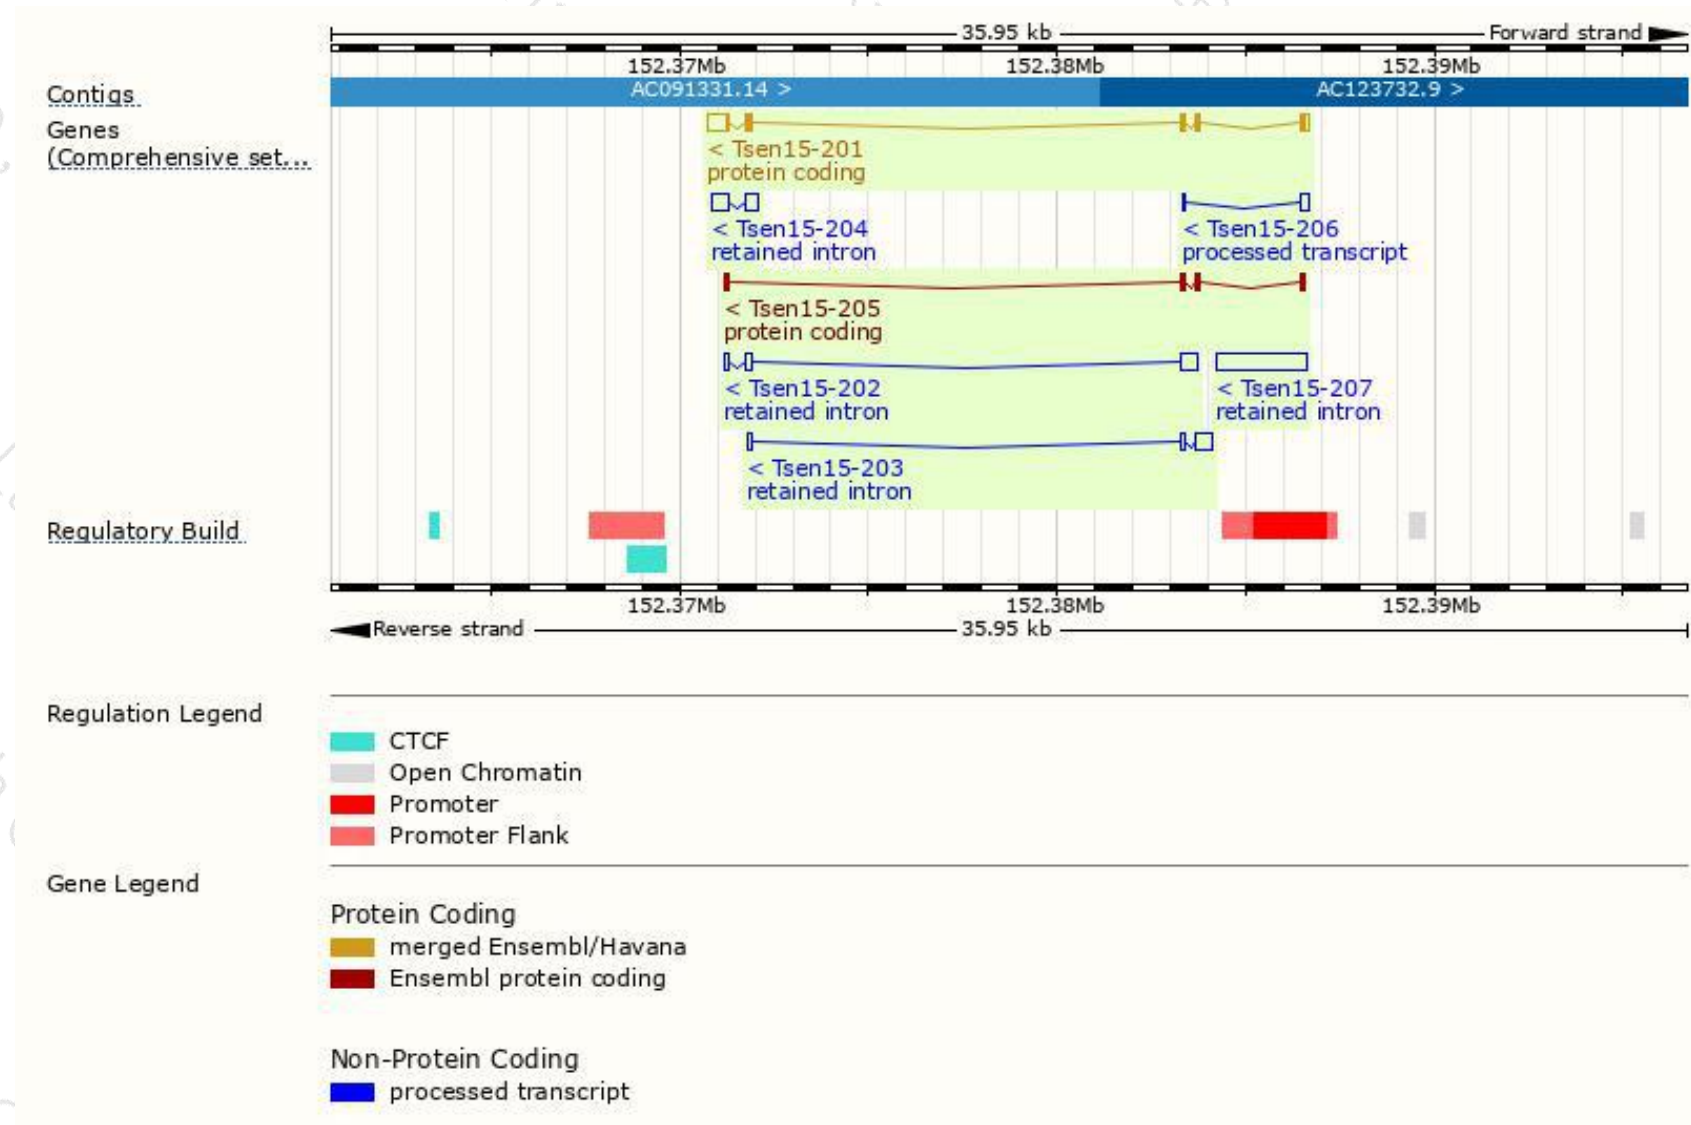 35.95 kb Forward strand
152.37Mb 152.38Mb 152.39Mb
Contigs AC091331.14 > AC123732.9 >
Genes
(Comprehensive set...
< Tsen15-201
protein coding
< Tsen15-204 < Tsen15-206
retained intron processed transcript
< Tsen15-205
protein coding
< Tsen15-202 < Tsen15-207
retained intron retained intron
< Tsen15-203
retained intron
Regulatory Build
152.37Mb 152.38Mb 152.39Mb
Reverse strand 35.95 kb
Regulation Legend
CTCF
Open Chromatin
Promoter
Promoter Flank
Gene Legend
Protein Coding
merged Ensembl/Havana
Ensembl protein coding
Non-Protein Coding
processed transcript